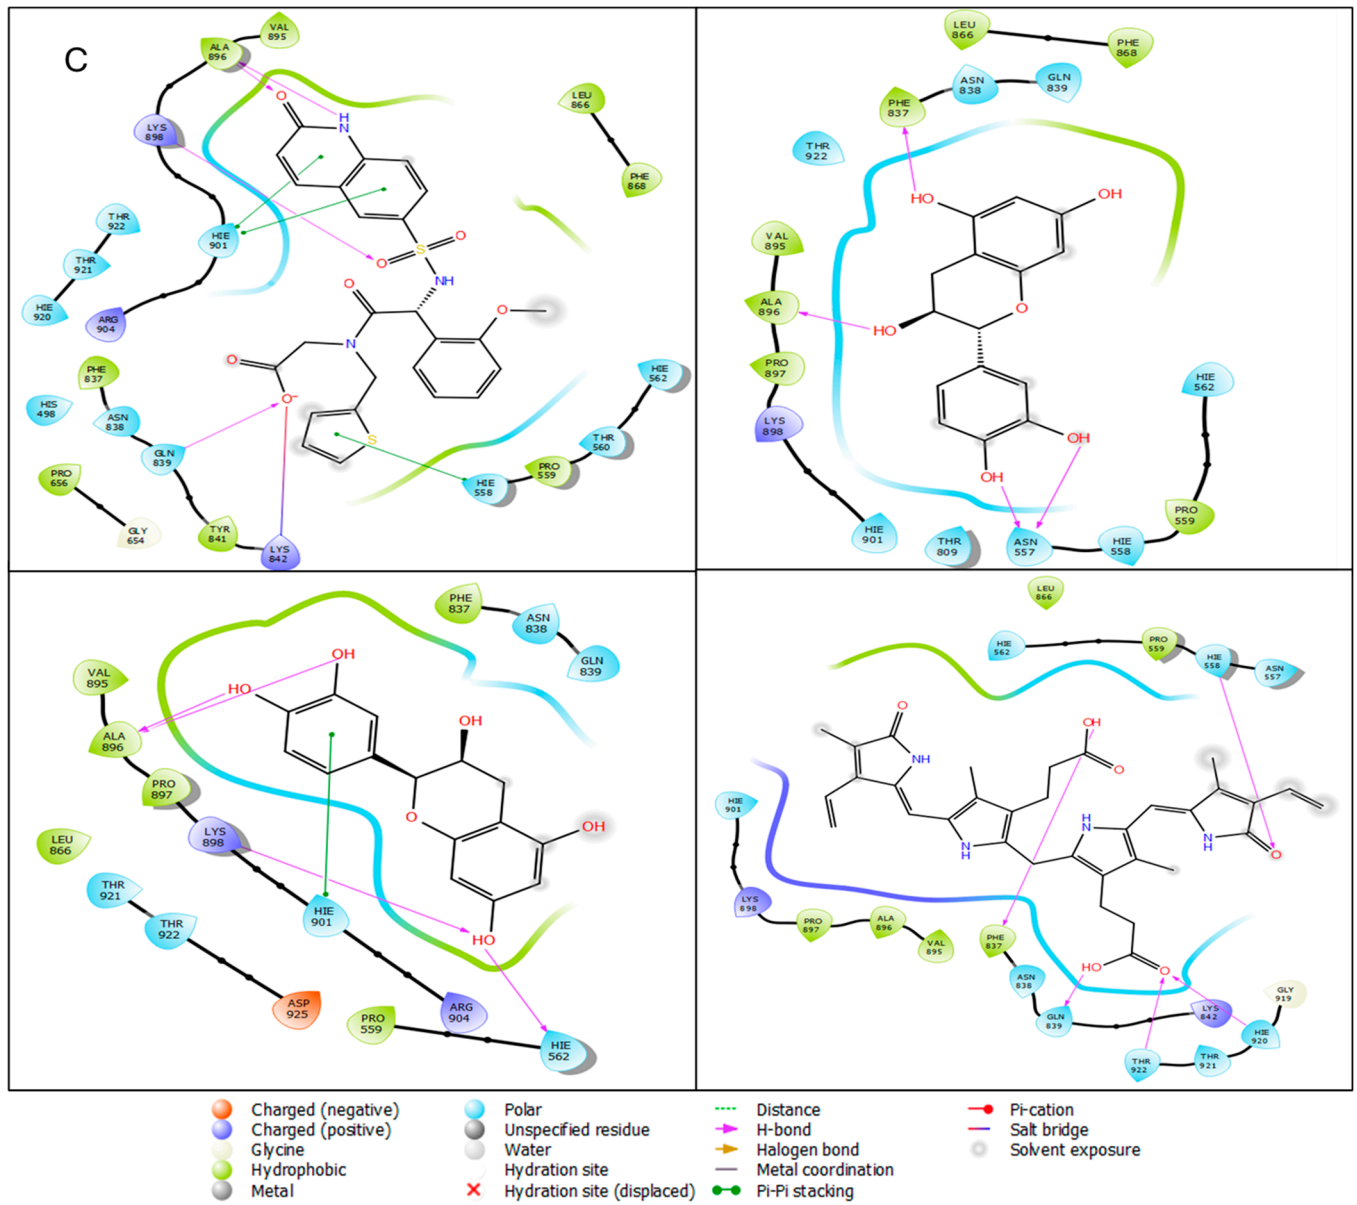 C
VAL
895
ALA
896
LYS
898
LEU
866
PHE
868
THR
922
HIE
901
THR
921
HIE
920
ARG
904
PHE
837
HIS
498
ASN
838
GLN
839
PRO
656
GLY
654
TYR
841
LYS
842
HIE
562
THR
560
PRO
559
HIE
558
O
NH
S
O
O
NH
O
O
N
O
O-
S
LEU
866
PHE
868
ASN
838
GLN
839
PHE
837
THR
922
VAL
895
ALA
896
PRO
897
LYS
898
HIE
901
THR
809
ASN
557
HIE
558
PRO
559
HIE
562
HO
OH
O
HO
OH
OH
PHE
837
ASN
838
GLN
839
VAL
895
ALA
896
PRO
897
LYS
898
LEU
866
THR
921
THR
922
HIE
901
ASP
925
ARG
904
PRO
559
HIE
562
OH
HO
OH
O
OH
HO
LEU
866
HIE
562
PRO
559
HIE
558
ASN
557
HIE
901
LYS
898
PRO
897
ALA
896
VAL
895
PHE
837
ASN
838
GLN
839
LYS
842
GLY
919
HIE
920
THR
921
THR
922
O
NH
OH
O
NH
NH
NH
O
HO
O
Charged (negative)
Charged (positive)
Glycine
Hydrophobic
Metal
Polar
Unspecified residue
Water
Hydration site
Hydration site (displaced)
Distance
H-bond
Halogen bond
Metal coordination
Pi-Pi stacking
Pi-cation
Salt bridge
Solvent exposure